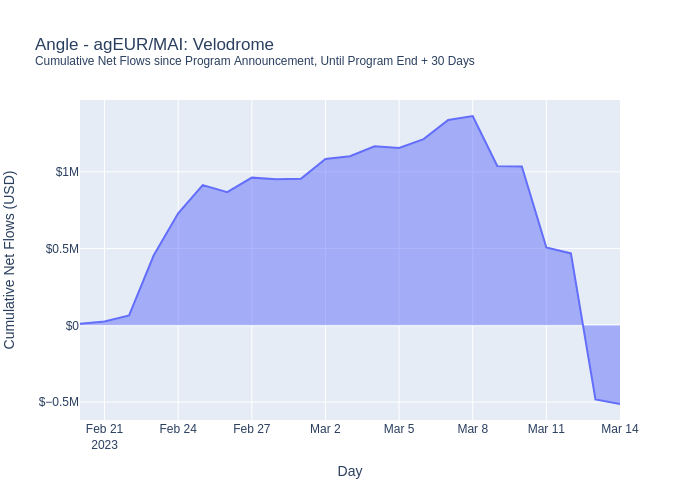 Angle - agEUR/MAI: Velodrome
Cumulative Net Flows since Program Announcement, Until Program End + 30 Days
Cumulative Net Flows (USD)
$1M
$0.5M
$0
$−0.5M
Feb 21
2023
Feb 24
Feb 27
Mar 2
Mar 5
Mar 8
Mar 11
Mar 14
Day